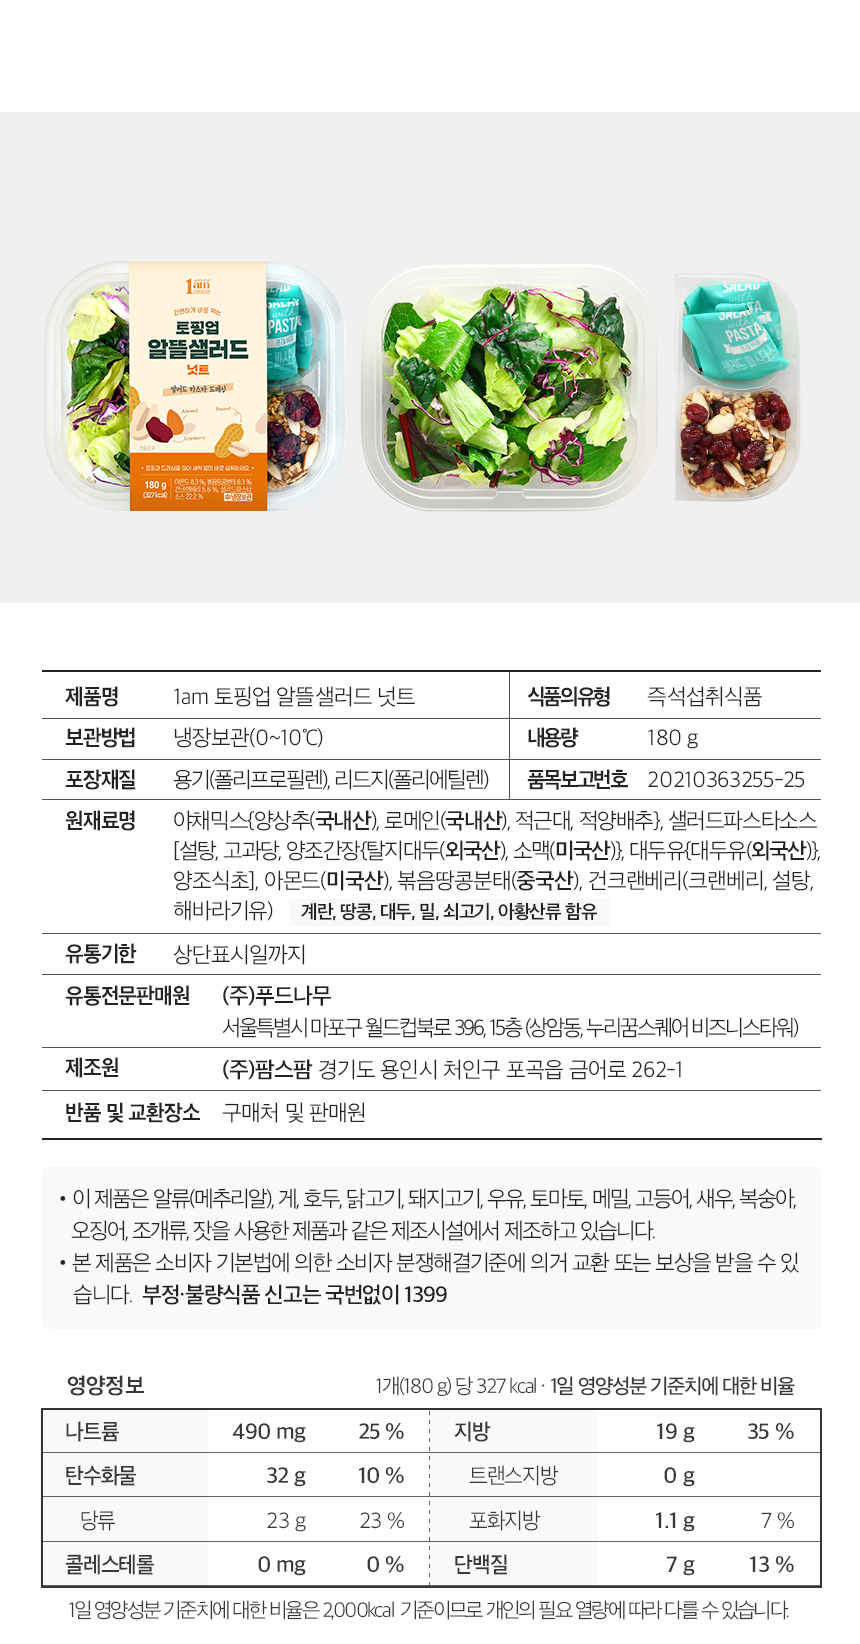 1am
간편하게 바로 먹는
토핑업
알뜰샐러드
넛트
샐러드 파스타 드레싱
Almond
Peanut
Cranberry
180 g
(327 kcal)
SALAD
with
PASTA
SALAD
with
PASTA
제품명 1am 토핑업 알뜰샐러드 넛트 식품의유형 즉석섭취식품
보관방법 냉장보관(0~10℃) 내용량 180 g
포장재질 용기(폴리프로필렌), 리드지(폴리에틸렌) 품목보고번호 20210363255-25
원재료명 야채믹스{양상추(국내산), 로메인(국내산), 적근대, 적양배추}, 샐러드파스타소스
[설탕, 고과당, 양조간장{탈지대두(외국산), 소맥(미국산)}, 대두유{대두유(외국산)},
양조식초], 아몬드(미국산), 볶음땅콩분태(중국산), 건크랜베리(크랜베리, 설탕,
해바라기유) 계란, 땅콩, 대두, 밀, 쇠고기, 아황산류 함유
유통기한 상단표시일까지
유통전문판매원 (주)푸드나무
서울특별시 마포구 월드컵북로 396, 15층 (상암동, 누리꿈스퀘어 비즈니스타워)
제조원 (주)팜스팜 경기도 용인시 처인구 포곡읍 금어로 262-1
반품 및 교환장소 구매처 및 판매원
• 이 제품은 알류(메추리알), 게, 호두, 닭고기, 돼지고기, 우유, 토마토, 메밀, 고등어, 새우, 복숭아,
오징어, 조개류, 잣을 사용한 제품과 같은 제조시설에서 제조하고 있습니다.
• 본 제품은 소비자 기본법에 의한 소비자 분쟁해결기준에 의거 교환 또는 보상을 받을 수 있
습니다. 부정·불량식품 신고는 국번없이 1399
영양정보 1개(180 g) 당 327 kcal · 1일 영양성분 기준치에 대한 비율
나트륨 490 mg 25 % 지방 19 g 35 %
탄수화물 32 g 10 % 트랜스지방 0 g
당류 23 g 23 % 포화지방 1.1 g 7 %
콜레스테롤 0 mg 0 % 단백질 7 g 13 %
1일 영양성분 기준치에 대한 비율은 2,000kcal 기준이므로 개인의 필요 열량에 따라 다를 수 있습니다.